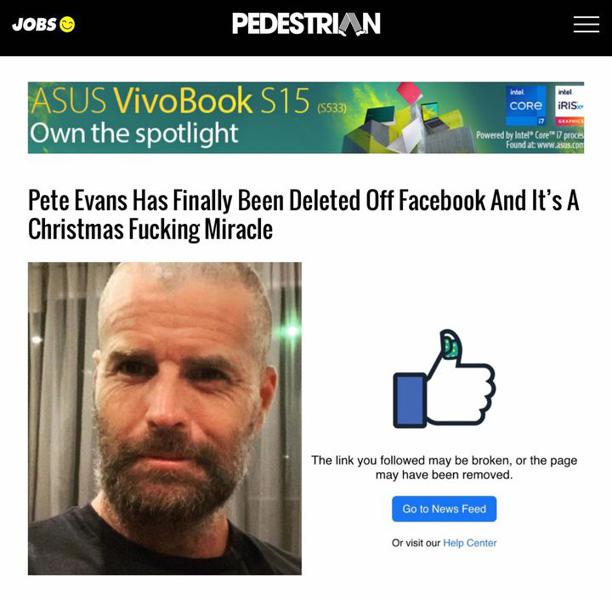 JOBS
PEDESTRIAN
ASUS VivoBook S15 (S533)
Own the spotlight
intel
CORE
i7
intel
iRIS Xe
GRAPHICS
Powered by Intel® Core™ i7 proces
Found at: www.asus.com
Pete Evans Has Finally Been Deleted Off Facebook And It's A
Christmas Fucking Miracle
The link you followed may be broken, or the page
may have been removed.
Go to News Feed
Or visit our Help Center